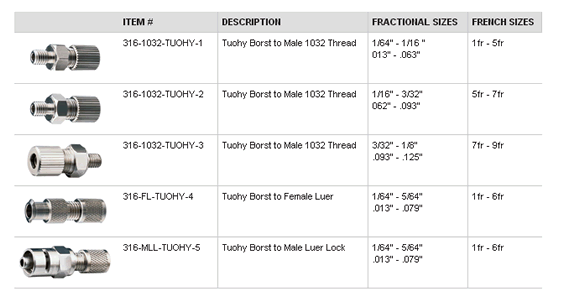 ITEM # DESCRIPTION FRACTIONAL SIZES FRENCH SIZES
316-1032-TUOHY-1 Tuohy Borst to Male 1032 Thread 1/64" - 1/16 " 1fr - 5fr
013" - .063"
316-1032-TUOHY-2 Tuohy Borst to Male 1032 Thread 1/16" - 3/32" 5fr - 7fr
062" - .093"
316-1032-TUOHY-3 Tuohy Borst to Male 1032 Thread 3/32" - 1/8" 7fr - 9fr
.093" - .125"
316-FL-TUOHY-4 Tuohy Borst to Female Luer 1/64" - 5/64" 1fr - 6fr
.013" - .079"
316-MLL-TUOHY-5 Tuohy Borst to Male Luer Lock 1/64" - 5/64" 1fr - 6fr
.013" - .079"